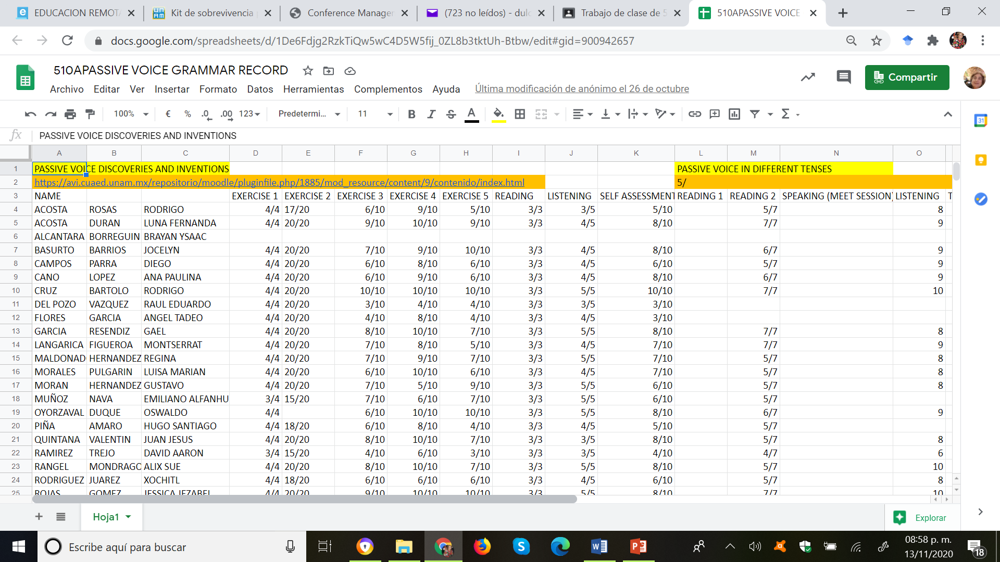 EDUCACION REMOTA
Kit de sobrevivencia
Conference Manager
(723 no leídos) - dulc
Trabajo de clase de 5
510APASSIVE VOICE
docs.google.com/spreadsheets/d/1De6Fdjg2RzkTiQw5wC4D5W5fij_0ZL8b3tktUh-Btbw/edit#gid=900942657
510APASSIVE VOICE GRAMMAR RECORD
Compartir
Archivo Editar Ver Insertar Formato Datos Herramientas Complementos Ayuda Última modificación de anónimo el 26 de octubre
100% € % .0 .00 123 Predetermi... 11 B I S A
31
fx PASSIVE VOICE DISCOVERIES AND INVENTIONS
A B C D E F G H I J K L M N O
1 PASSIVE VOICE DISCOVERIES AND INVENTIONS PASSIVE VOICE IN DIFFERENT TENSES
2 https://avi.cuaed.unam.mx/repositorio/moodle/pluginfile.php/1885/mod_resource/content/9/contenido/index.html 5/
3 NAME EXERCISE 1 EXERCISE 2 EXERCISE 3 EXERCISE 4 EXERCISE 5 READING LISTENING SELF ASSESSMENT READING 1 READING 2 SPEAKING (MEET SESSION) LISTENING T
4 ACOSTA ROSAS RODRIGO 4/4 17/20 6/10 9/10 5/10 3/3 3/5 5/10 5/7 8
5 ACOSTA DURAN LUNA FERNANDA 4/4 20/20 9/10 10/10 9/10 3/3 4/5 8/10 7/7 9
6 ALCANTARA BORREGUIN BRAYAN YSAAC
7 BASURTO BARRIOS JOCELYN 4/4 20/20 7/10 9/10 10/10 3/3 4/5 8/10 6/7 9
8 CAMPOS PARRA DIEGO 4/4 20/20 6/10 8/10 6/10 3/3 4/5 6/10 5/7 9
9 CANO LOPEZ ANA PAULINA 4/4 20/20 6/10 9/10 6/10 3/3 4/5 8/10 6/7 9
10 CRUZ BARTOLO RODRIGO 4/4 20/20 10/10 10/10 10/10 3/3 5/5 10/10 7/7 10
11 DEL POZO VAZQUEZ RAUL EDUARDO 4/4 20/20 3/10 4/10 4/10 3/3 3/5 3/10
12 FLORES GARCIA ANGEL TADEO 4/4 20/20 4/10 8/10 4/10 3/3 4/5 3/10
13 GARCIA RESENDIZ GAEL 4/4 20/20 8/10 10/10 7/10 3/3 5/5 8/10 7/7 8
14 LANGARICA FIGUEROA MONTSERRAT 4/4 20/20 7/10 8/10 5/10 3/3 4/5 7/10 7/7 9
15 MALDONAD HERNANDEZ REGINA 4/4 20/20 7/10 9/10 7/10 3/3 5/5 7/10 5/7 8
16 MORALES PULGARIN LUISA MARIAN 4/4 20/20 6/10 10/10 6/10 3/3 4/5 7/10 5/7 8
17 MORAN HERNANDEZ GUSTAVO 4/4 20/20 7/10 5/10 9/10 3/3 5/5 6/10 5/7 8
18 MUÑOZ NAVA EMILIANO ALFANHU 3/4 15/20 7/10 6/10 7/10 3/3 5/5 6/10 5/7
19 OYORZAVAL DUQUE OSWALDO 4/4 6/10 10/10 10/10 3/3 5/5 8/10 6/7 9
20 PIÑA AMARO HUGO SANTIAGO 4/4 18/20 6/10 8/10 4/10 3/3 4/5 5/10 5/7
21 QUINTANA VALENTIN JUAN JESUS 4/4 20/20 8/10 10/10 7/10 3/3 3/5 8/10 5/7 8
22 RAMIREZ TREJO DAVID AARON 3/4 15/20 4/10 6/10 3/10 3/3 3/5 4/10 4/7 6
23 RANGEL MONDRAGO ALIX SUE 4/4 20/20 8/10 10/10 7/10 3/3 5/5 8/10 5/7 10
24 RODRIGUEZ JUAREZ XOCHITL 4/4 18/20 6/10 6/10 6/10 3/3 4/5 6/10 5/7 8
25 ROJAS GOMEZ JESSICA JEZABEL 4/4 20/20 9/10 10/10 10/10 3/3 5/5 8/10 7/7 10
Hoja1
Explorar
Escribe aquí para buscar
08:58 p. m.
13/11/2020
18